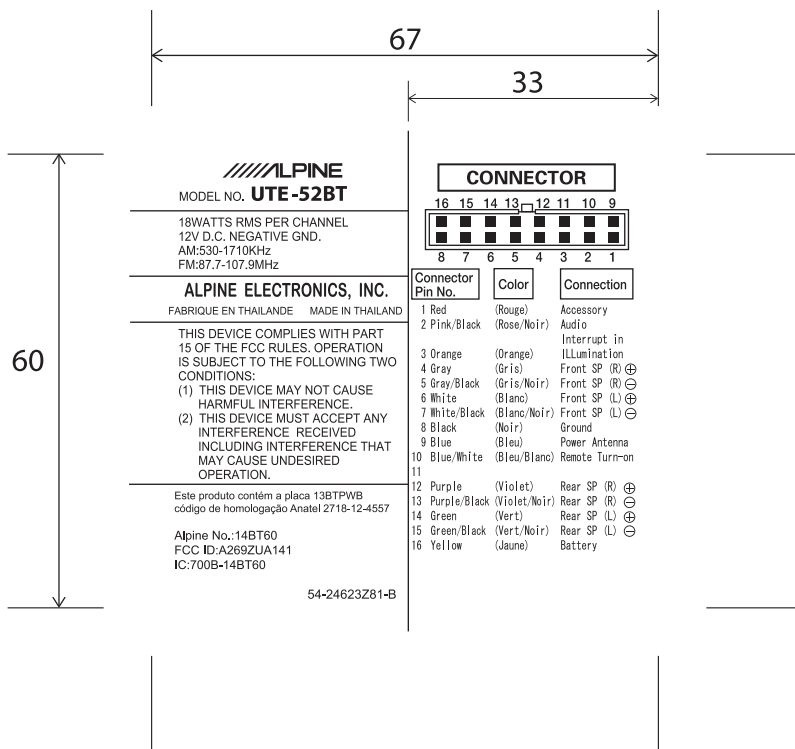 67
33
60
ALPINE
MODEL NO. UTE-52BT
18WATTS RMS PER CHANNEL
12V D.C. NEGATIVE GND.
AM:530-1710KHz
FM:87.7-107.9MHz
ALPINE ELECTRONICS, INC.
FABRIQUE EN THAILANDE MADE IN THAILAND
THIS DEVICE COMPLIES WITH PART
15 OF THE FCC RULES. OPERATION
IS SUBJECT TO THE FOLLOWING TWO
CONDITIONS:
(1) THIS DEVICE MAY NOT CAUSE
HARMFUL INTERFERENCE.
(2) THIS DEVICE MUST ACCEPT ANY
INTERFERENCE RECEIVED
INCLUDING INTERFERENCE THAT
MAY CAUSE UNDESIRED
OPERATION.
Este produto contém a placa 13BTPWB
código de homologação Anatel 2718-12-4557
Alpine No.:14BT60
FCC ID:A269ZUA141
IC:700B-14BT60
54-24623Z81-B
CONNECTOR
16 15 14 13 12 11 10 9
8 7 6 5 4 3 2 1
Connector Pin No. Color Connection
1 Red (Rouge) Accessory
2 Pink/Black (Rose/Noir) Audio
Interrupt in
3 Orange (Orange) ILLumination
4 Gray (Gris) Front SP (R) ⊕
5 Gray/Black (Gris/Noir) Front SP (R) ⊖
6 White (Blanc) Front SP (L) ⊕
7 White/Black (Blanc/Noir) Front SP (L) ⊖
8 Black (Noir) Ground
9 Blue (Bleu) Power Antenna
10 Blue/White (Bleu/Blanc) Remote Turn-on
11
12 Purple (Violet) Rear SP (R) ⊕
13 Purple/Black (Violet/Noir) Rear SP (R) ⊖
14 Green (Vert) Rear SP (L) ⊕
15 Green/Black (Vert/Noir) Rear SP (L) ⊖
16 Yellow (Jaune) Battery